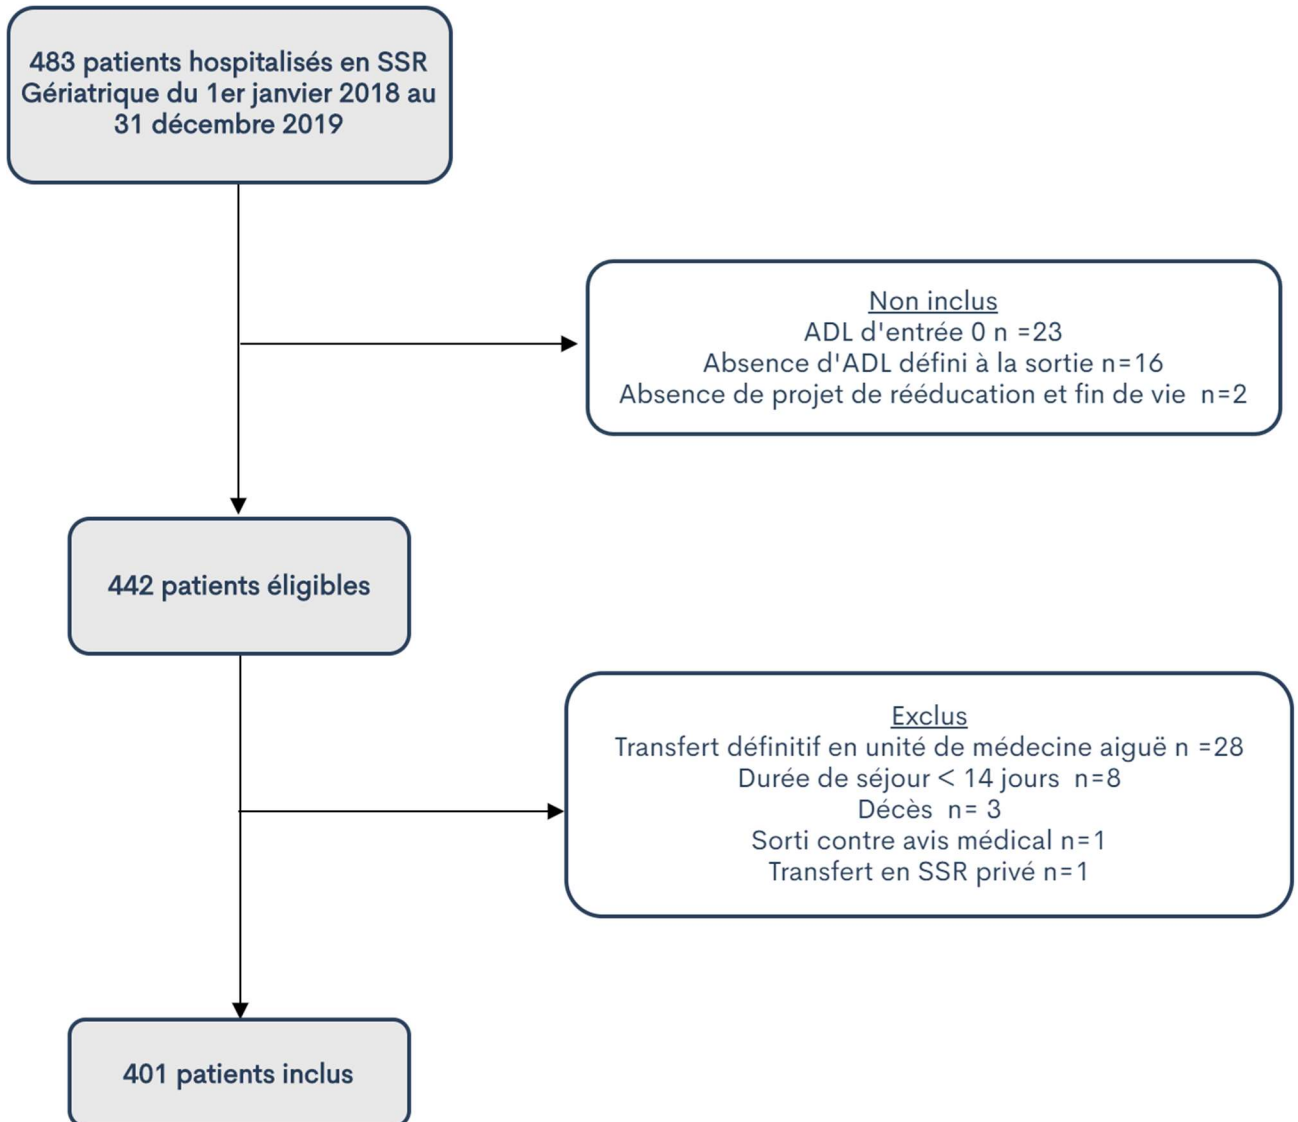 483 patients hospitalisés en SSR
Gériatrique du 1er janvier 2018 au
31 décembre 2019
Non inclus
ADL d'entrée 0 n =23
Absence d'ADL défini à la sortie n=16
Absence de projet de rééducation et fin de vie n=2
442 patients éligibles
Exclus
Transfert définitif en unité de médecine aiguë n =28
Durée de séjour < 14 jours n=8
Décès n= 3
Sorti contre avis médical n=1
Transfert en SSR privé n=1
401 patients inclus